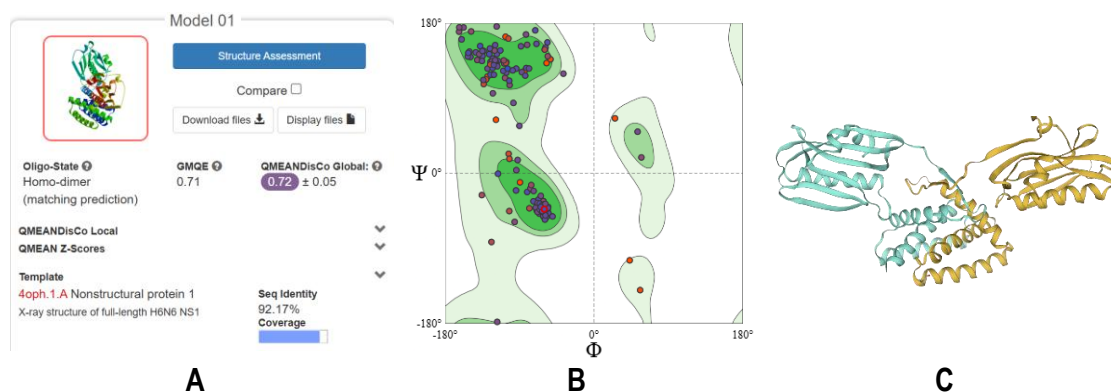 Model 01
Structure Assessment
Compare
Download files
Display files
Oligo-State
Homo-dimer
(matching prediction)
GMQE
0.71
QMEANDisCo Global:
0.72 ± 0.05
QMEANDisCo Local
QMEAN Z-Scores
Template
4oph.1.A Nonstructural protein 1
X-ray structure of full-length H6N6 NS1
Seq Identity
92.17%
Coverage
180°
Ψ
0°
-180°
-180°
0°
180°
Φ
A
B
C